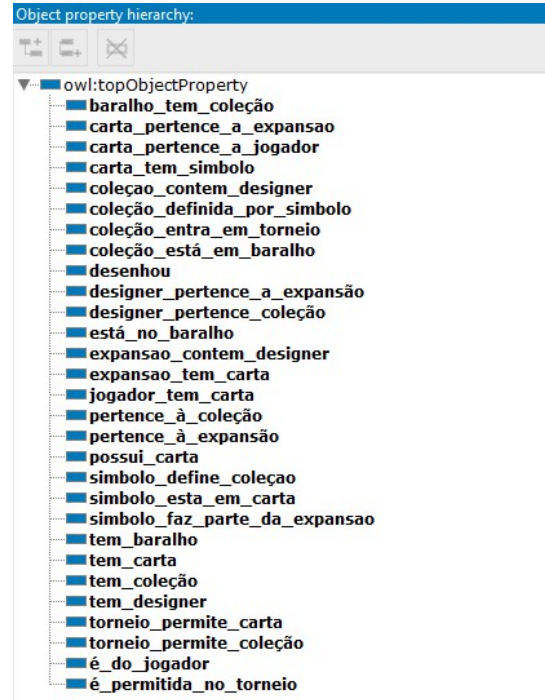 Object property hierarchy:
owl:topObjectProperty
baralho_tem_coleção
carta_pertence_a_expansao
carta_pertence_a_jogador
carta_tem_simbolo
coleçao_contem_designer
coleção_definida_por_simbolo
coleção_entra_em_torneio
coleção_está_em_baralho
desenhou
designer_pertence_a_expansão
designer_pertence_coleção
está_no_baralho
expansao_contem_designer
expansao_tem_carta
jogador_tem_carta
pertence_à_coleção
pertence_à_expansão
possui_carta
simbolo_define_coleçao
simbolo_esta_em_carta
simbolo_faz_parte_da_expansao
tem_baralho
tem_carta
tem_coleção
tem_designer
torneio_permite_carta
torneio_permite_coleção
é_do_jogador
é_permitida_no_torneio